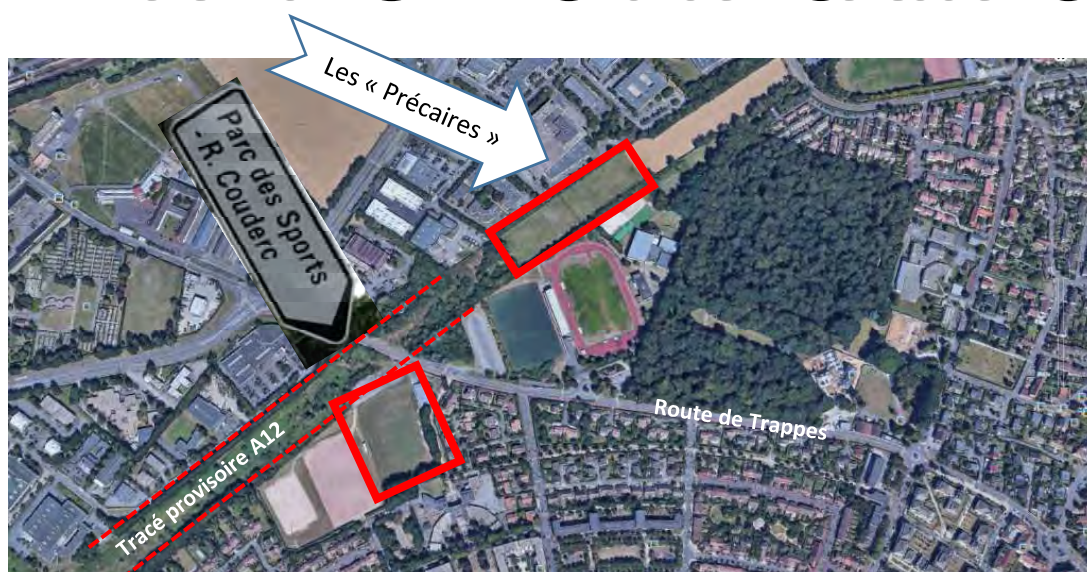 Les « Précaires »
Parc des Sports
- R. Couderc
Route de Trappes
Tracé provisoire A12